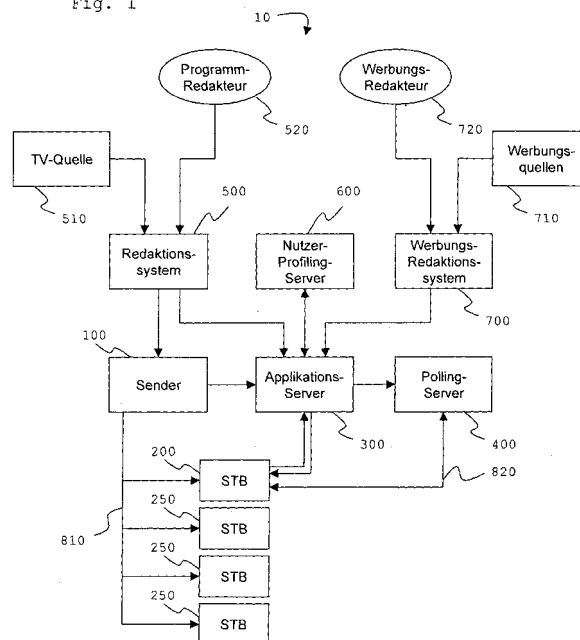 Fig. 1
10
Programm-
Redakteur
520
Werbungs-
Redakteur
720
TV-Quelle
510
Werbungs-
quellen
710
500
Redaktions-
system
600
Nutzer-
Profiling-
Server
Werbungs-
Redaktions-
system
700
100
Sender
Applikations-
Server
300
Polling-
Server
400
200
STB
820
810
250
STB
250
STB
250
STB